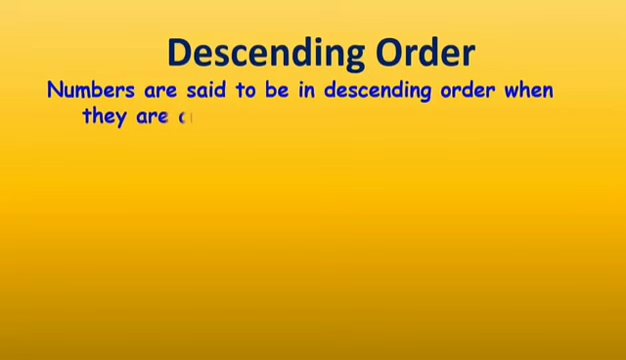 Descending Order
Numbers are said to be in descending order when
they are